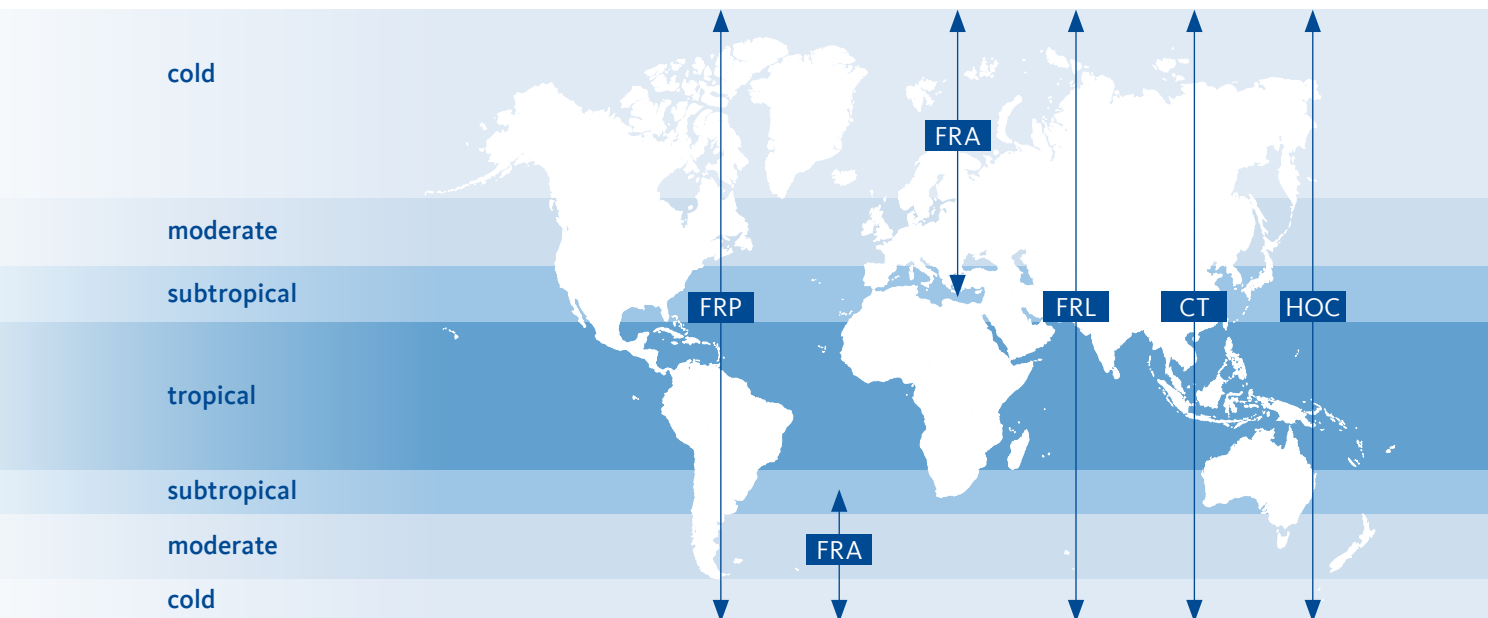 cold
FRA
moderate
subtropical
FRP
FRL
CT
HOC
tropical
subtropical
moderate
FRA
cold